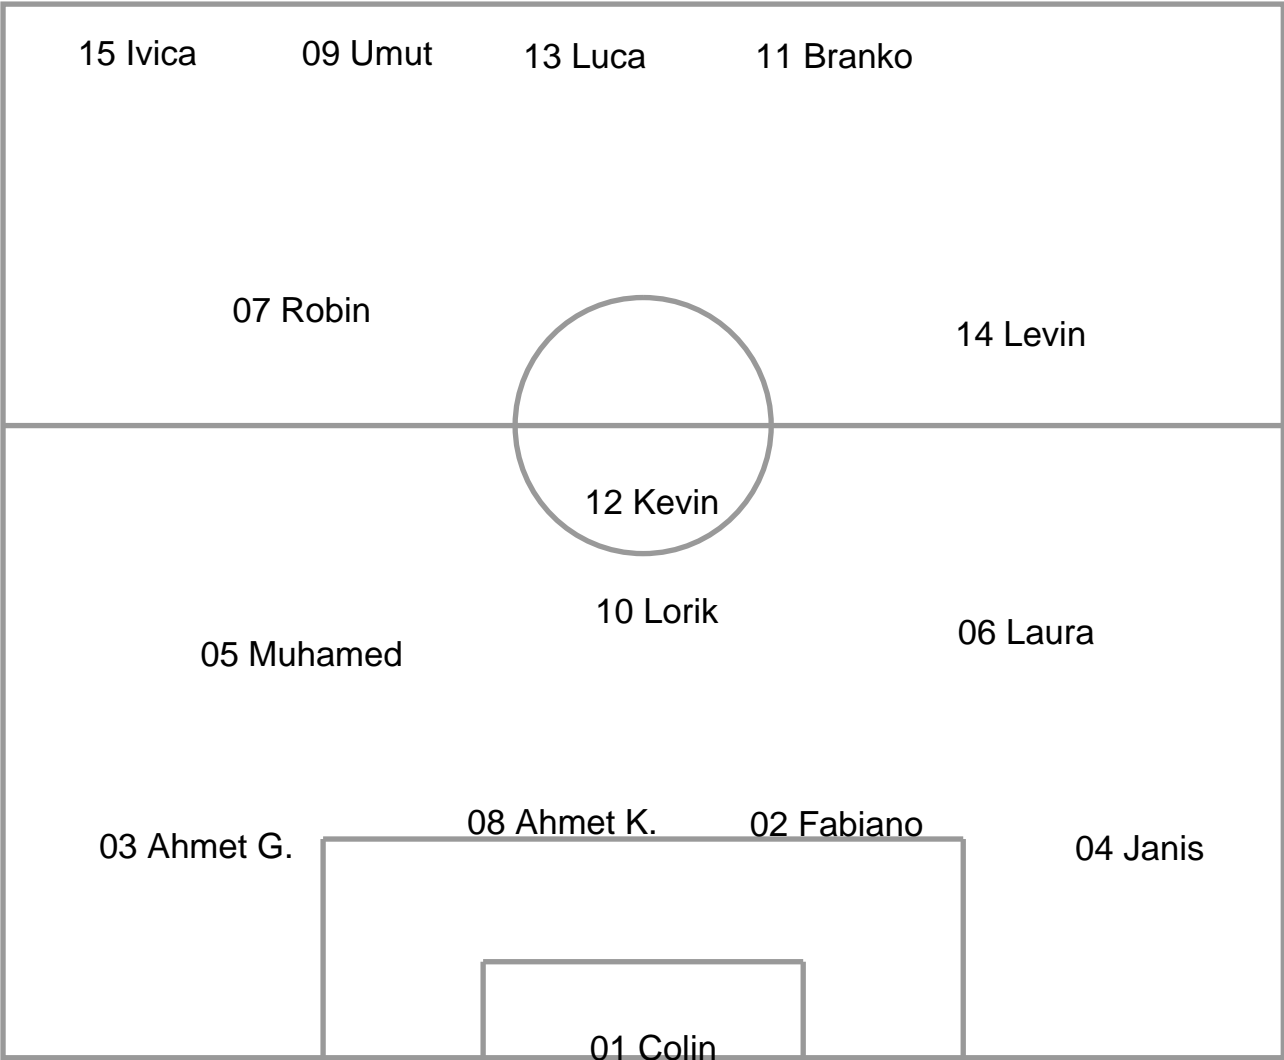 15 Ivica
09 Umut
13 Luca
11 Branko
07 Robin
14 Levin
12 Kevin
10 Lorik
06 Laura
05 Muhamed
08 Ahmet K.
02 Fabiano
03 Ahmet G.
04 Janis
01 Colin